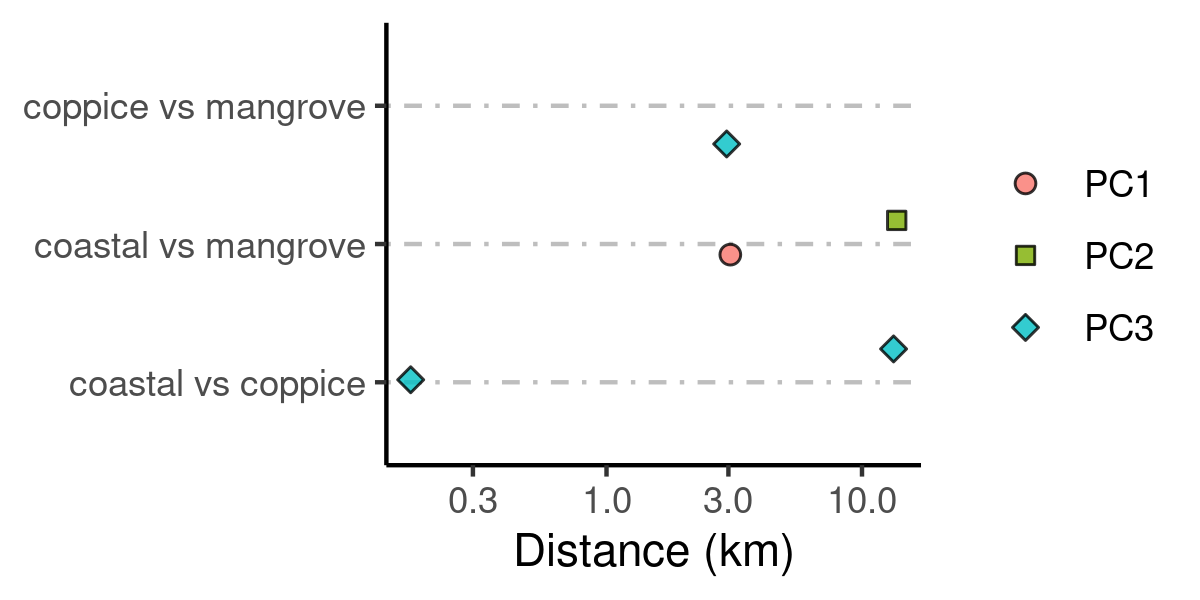 coppice vs mangrove
coastal vs mangrove
coastal vs coppice
0.3 1.0 3.0 10.0
Distance (km)
PC1
PC2
PC3